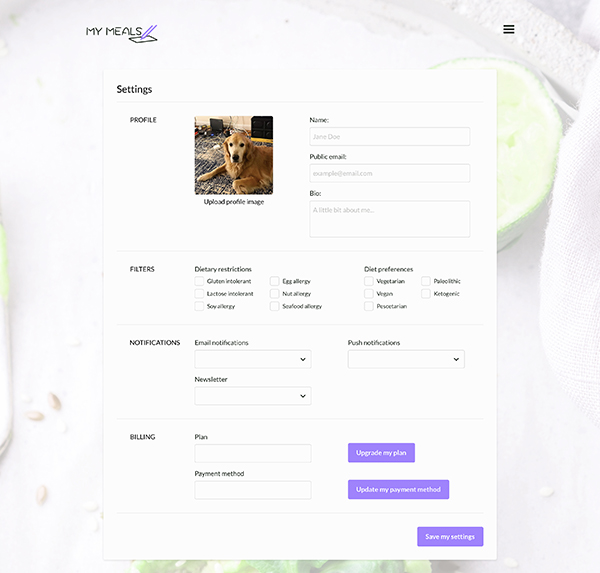 MY MEALS
Settings
PROFILE
Upload profile image
Name:
Jane Doe
Public email:
example@email.com
Bio:
A little bit about me...
FILTERS
Dietary restrictions
Gluten intolerant
Egg allergy
Lactose intolerant
Nut allergy
Soy allergy
Seafood allergy
Diet preferences
Vegetarian
Paleolithic
Vegan
Ketogenic
Pescetarian
NOTIFICATIONS
Email notifications
Push notifications
Newsletter
BILLING
Plan
Upgrade my plan
Payment method
Update my payment method
Save my settings